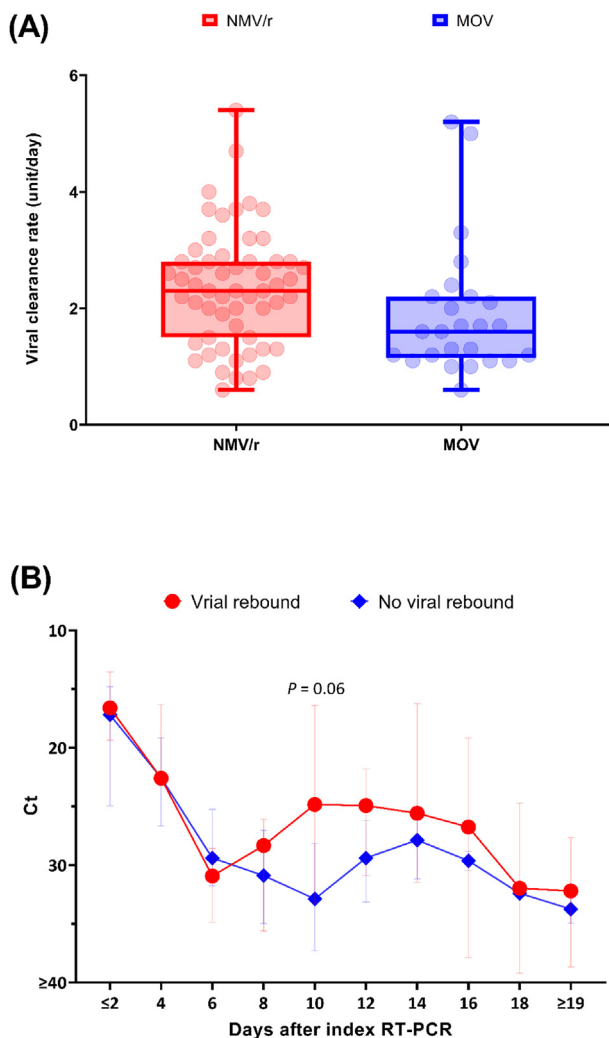 (A)
NMV/r MOV
6
4
2
0
Viral clearance rate (unit/day)
NMV/r MOV
(B)
Vrial rebound No viral rebound
10
20
30
≥40
Ct
P = 0.06
≤2 4 6 8 10 12 14 16 18 ≥19
Days after index RT-PCR